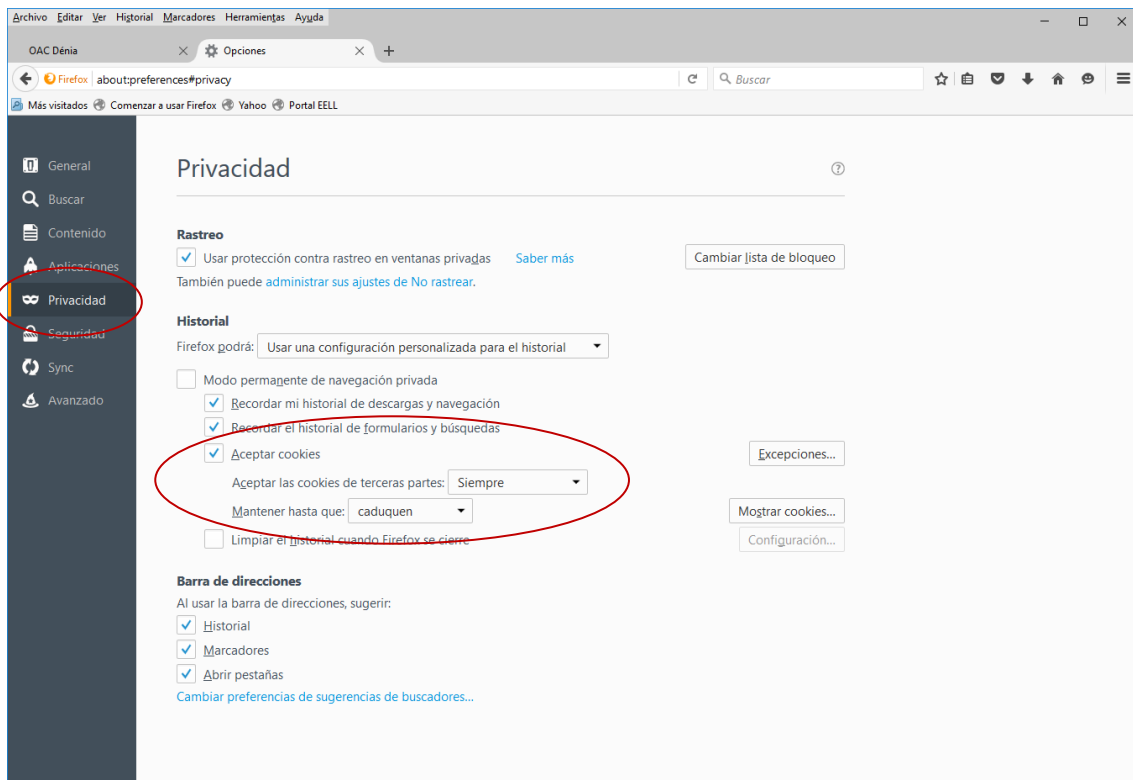 Archivo Editar Ver Historial Marcadores Herramientas Ayuda
OAC Dénia Opciones
Firefox about:preferences#privacy Buscar
Más visitados Comenzar a usar Firefox Yahoo Portal EELL
General
Buscar
Contenido
Aplicaciones
Privacidad
Seguridad
Sync
Avanzado
Privacidad
Rastreo
Usar protección contra rastreo en ventanas privadas Saber más Cambiar lista de bloqueo
También puede administrar sus ajustes de No rastrear.
Historial
Firefox podrá: Usar una configuración personalizada para el historial
Modo permanente de navegación privada
Recordar mi historial de descargas y navegación
Recordar el historial de formularios y búsquedas
Aceptar cookies Excepciones...
Aceptar las cookies de terceras partes: Siempre
Mantener hasta que: caduquen Mostrar cookies...
Limpiar el historial cuando Firefox se cierre Configuración...
Barra de direcciones
Al usar la barra de direcciones, sugerir:
Historial
Marcadores
Abrir pestañas
Cambiar preferencias de sugerencias de buscadores...